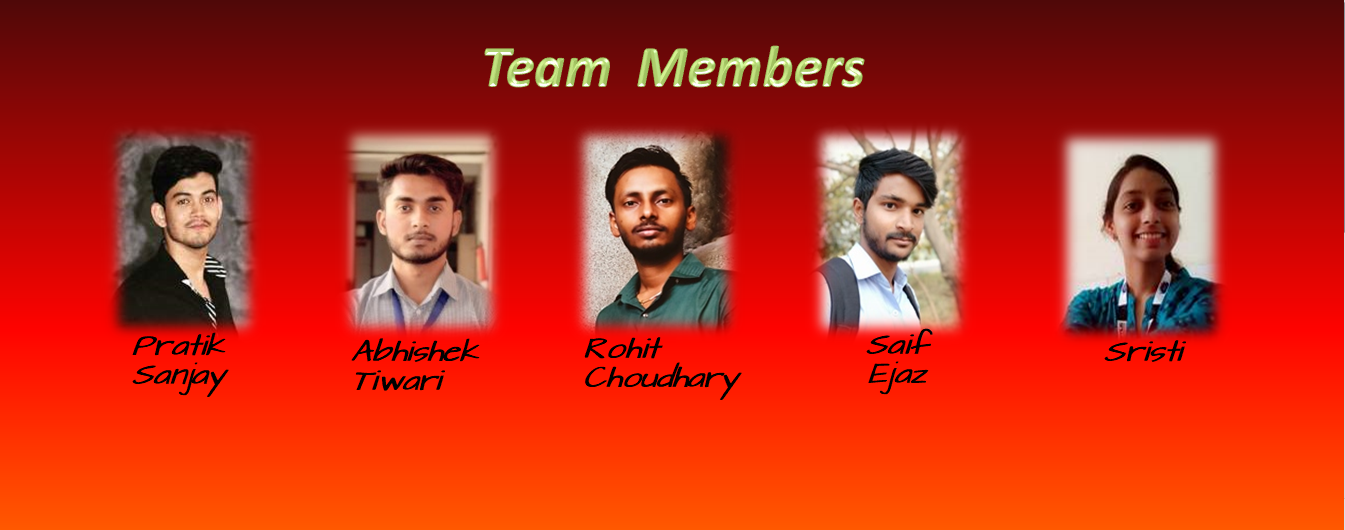 Team Members
Pratik
Sanjay
Abhishek
Tiwari
Rohit
Choudhary
Saif
Ejaz
Sristi